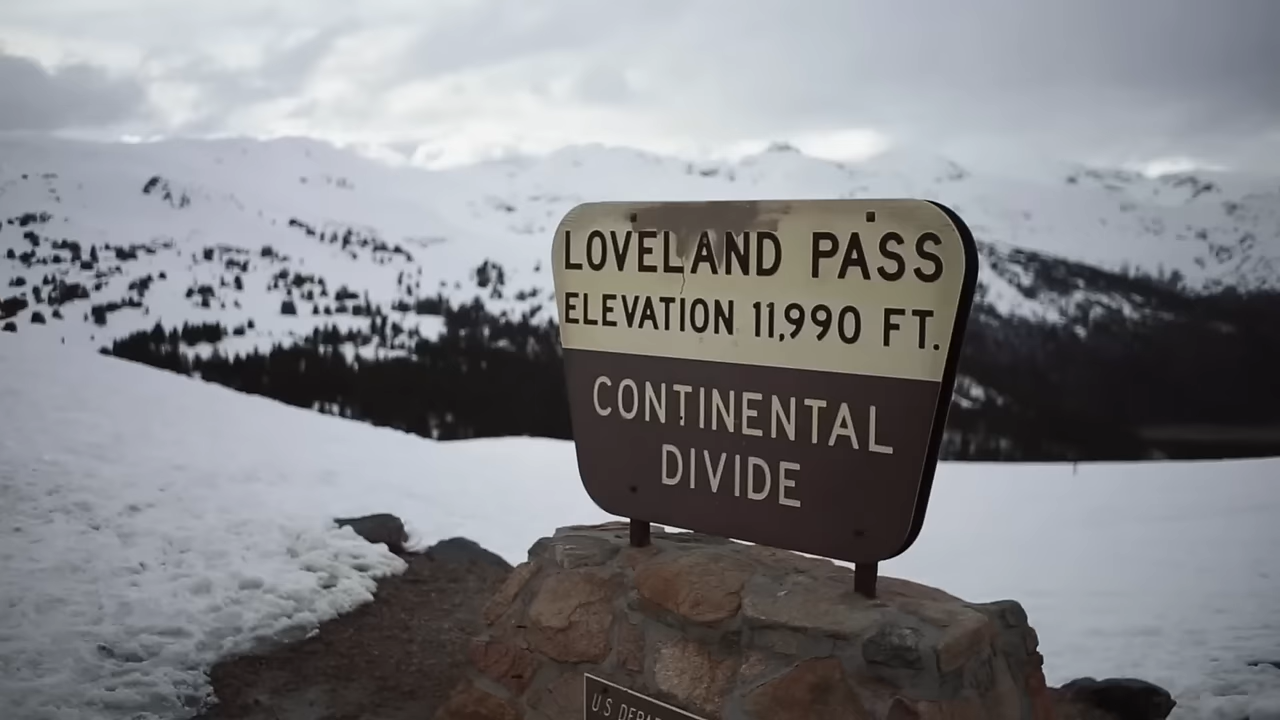 LOVELAND PASS
ELEVATION 11,990 FT.
CONTINENTAL
DIVIDE
U.S